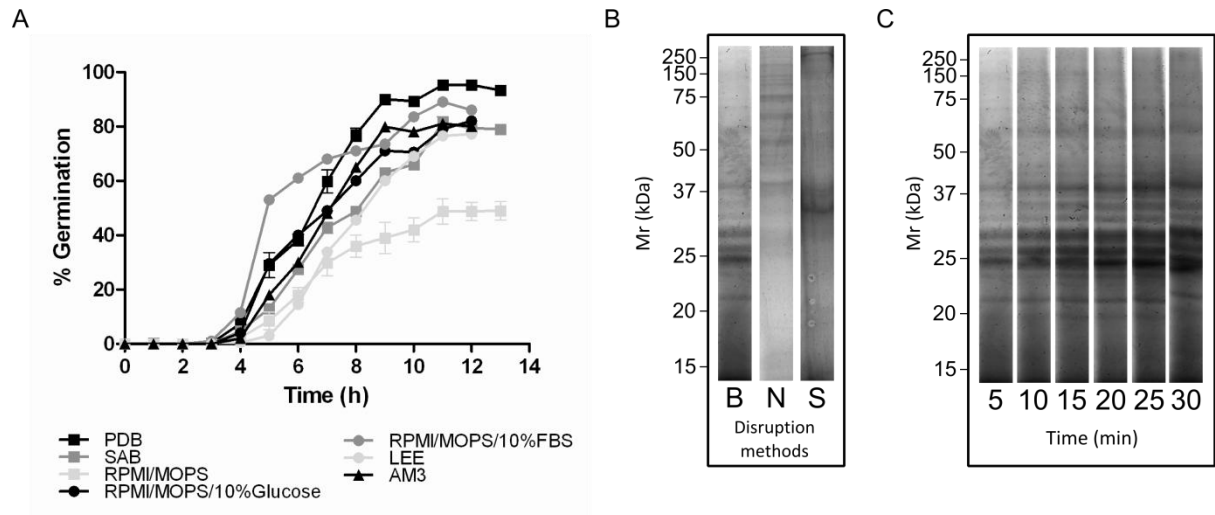 A
% Germination
100
80
60
40
20
0
0 2 4 6 8 10 12 14
Time (h)
PDB
SAB
RPMI/MOPS
RPMI/MOPS/10%Glucose
RPMI/MOPS/10%FBS
LEE
AM3
B
Mr (kDa)
250
150
75
50
37
25
20
15
B N S
Disruption
methods
C
Mr (kDa)
250
150
75
50
37
25
20
15
5 10 15 20 25 30
Time (min)